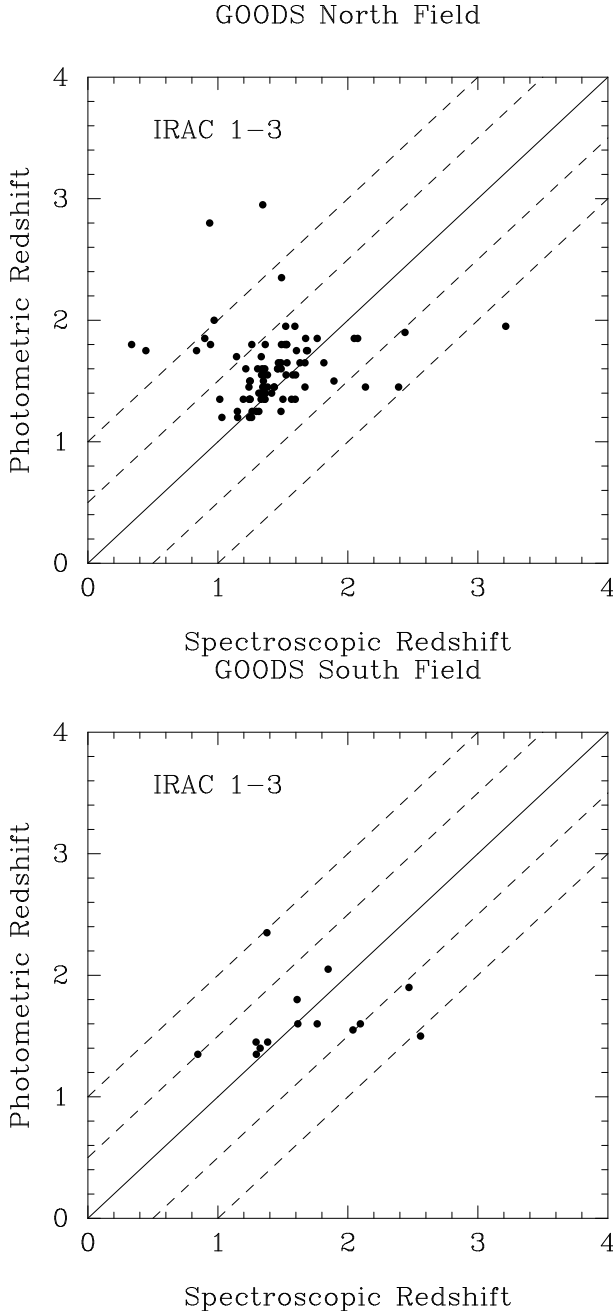 GOODS North Field
4
IRAC 1-3
3
2
1
0
Photometric Redshift
0 1 2 3 4
Spectroscopic Redshift
GOODS South Field
4
IRAC 1-3
3
2
1
0
Photometric Redshift
0 1 2 3 4
Spectroscopic Redshift